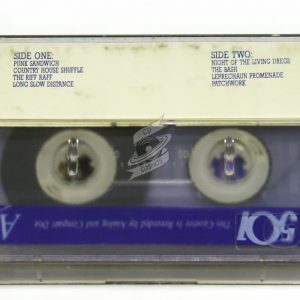 SIDE ONE:
PUNK SANDWICH
COUNTRY HOUSE SHUFFLE
THE RIFF RAFF
LONG SLOW DISTANCE
SIDE TWO:
NIGHT OF THE LIVING DREGS
THE BASH
LEPRECHAUN PROMENADE
PATCHWORK
This Cassette Is Recorded by Analog and Compact Disc
A
501